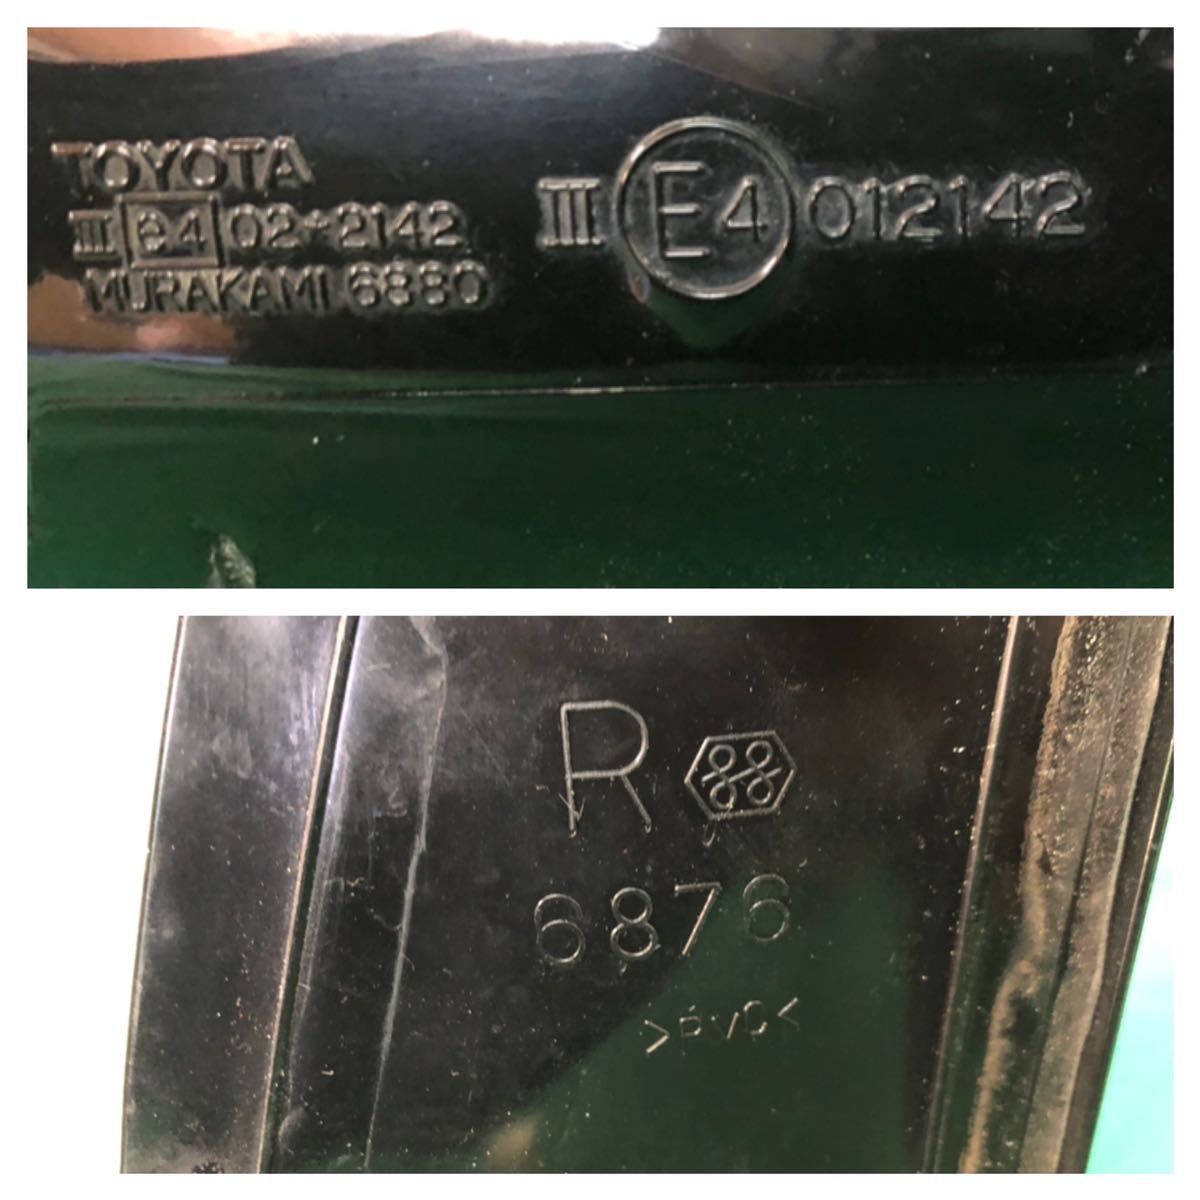 TOYOTA
III e4 02*2142
MURAKAMI 6880
III E4 012142
R
6876
>PVC<